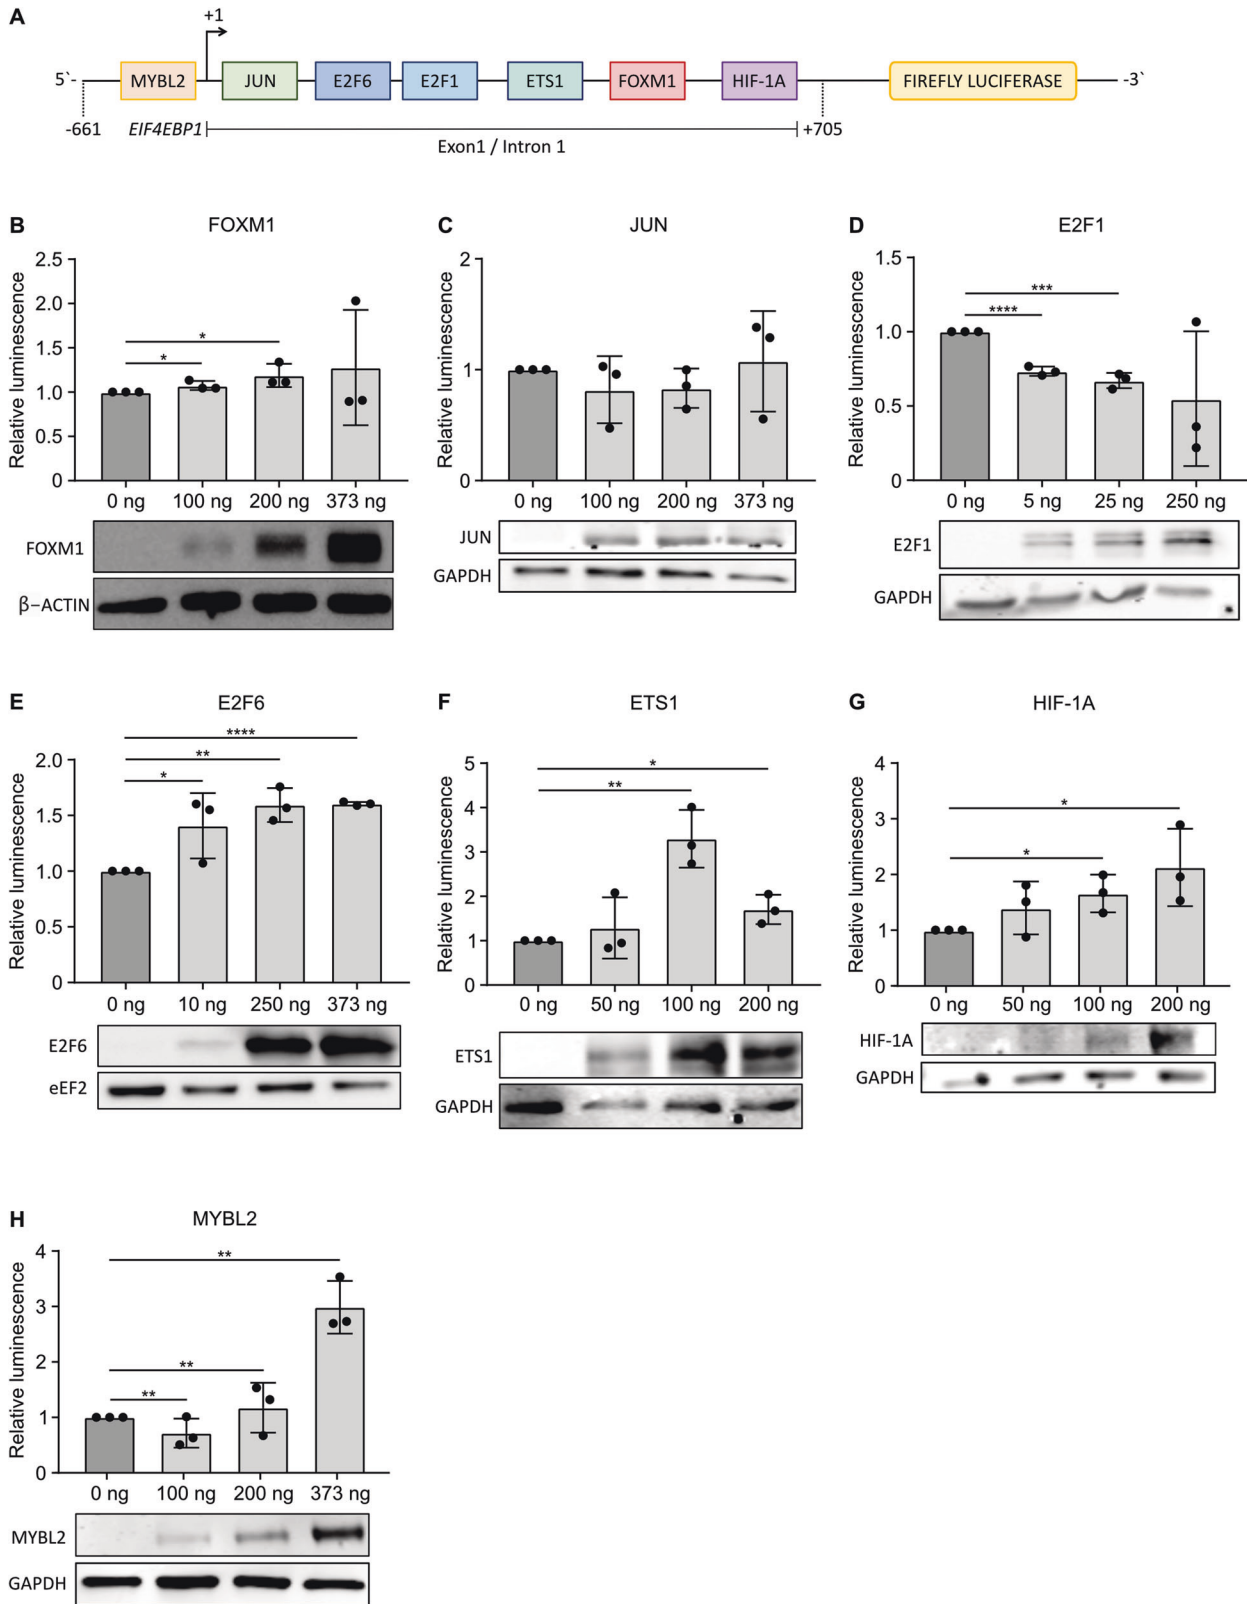 A
+1
5`- MYBL2 JUN E2F6 E2F1 ETS1 FOXM1 HIF-1A FIREFLY LUCIFERASE -3`
-661 EIF4EBP1 +705
Exon1 / Intron 1
B FOXM1
Relative luminescence
2.5
2.0
1.5
1.0
0.5
0
*
*
0 ng 100 ng 200 ng 373 ng
FOXM1
β–ACTIN
C JUN
Relative luminescence
2
1
0
0 ng 100 ng 200 ng 373 ng
JUN
GAPDH
D E2F1
Relative luminescence
1.5
1.0
0.5
0
***
****
0 ng 5 ng 25 ng 250 ng
E2F1
GAPDH
E E2F6
Relative luminescence
2.0
1.5
1.0
0.5
0
****
**
*
0 ng 10 ng 250 ng 373 ng
E2F6
eEF2
F ETS1
Relative luminescence
5
4
3
2
1
0
*
**
0 ng 50 ng 100 ng 200 ng
ETS1
GAPDH
G HIF-1A
Relative luminescence
4
3
2
1
0
*
*
0 ng 50 ng 100 ng 200 ng
HIF-1A
GAPDH
H MYBL2
Relative luminescence
4
3
2
1
0
**
**
**
0 ng 100 ng 200 ng 373 ng
MYBL2
GAPDH